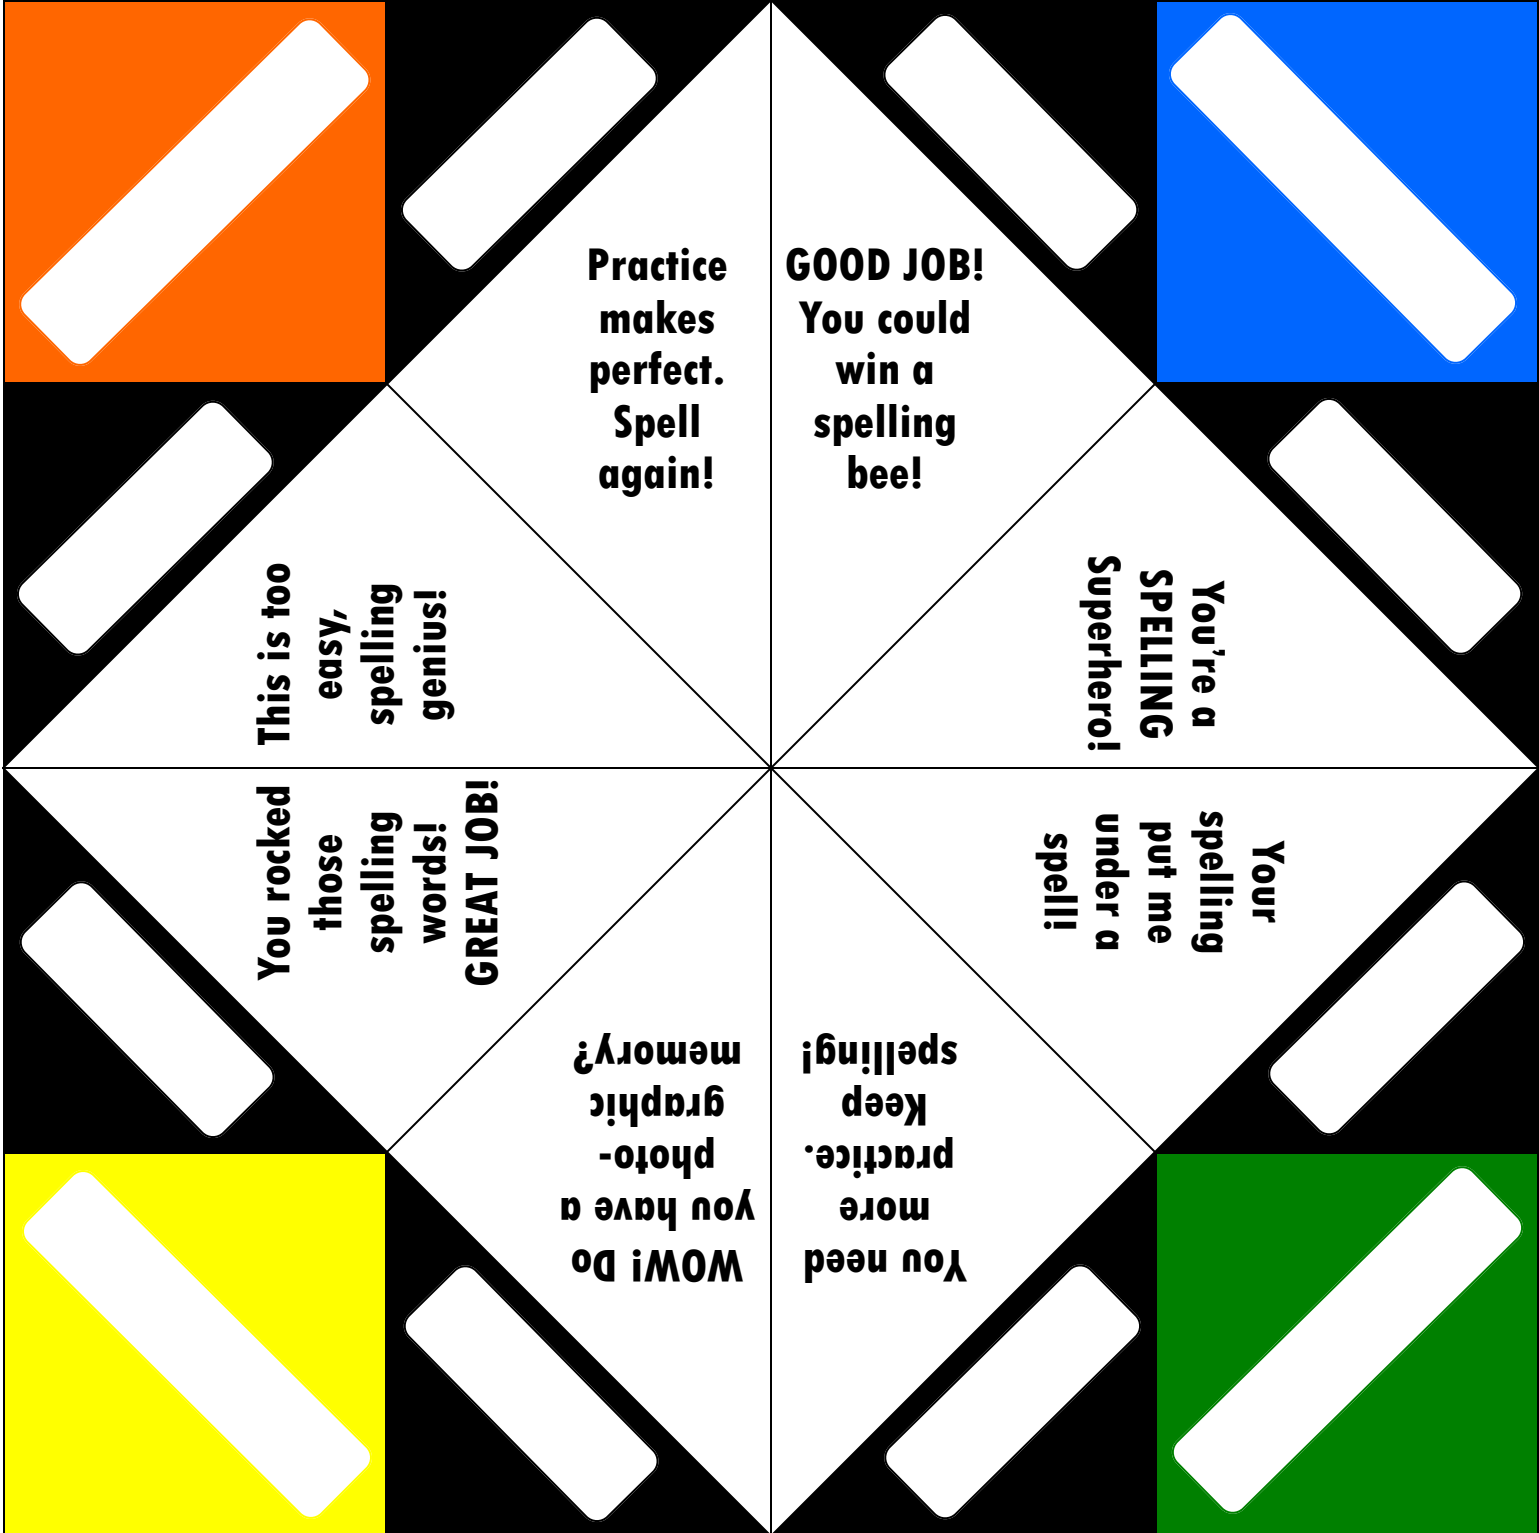 Practice
makes
perfect.
Spell
again!
GOOD JOB!
You could
win a
spelling
bee!
You're a
SPELLING
Superhero!
Your
spelling
put me
under a
spell!
You need
more
practice.
Keep
spelling!
WOW! Do
you have a
photo-
graphic
memory?
You rocked
those
spelling
words!
GREAT JOB!
This is too
easy,
spelling
genius!